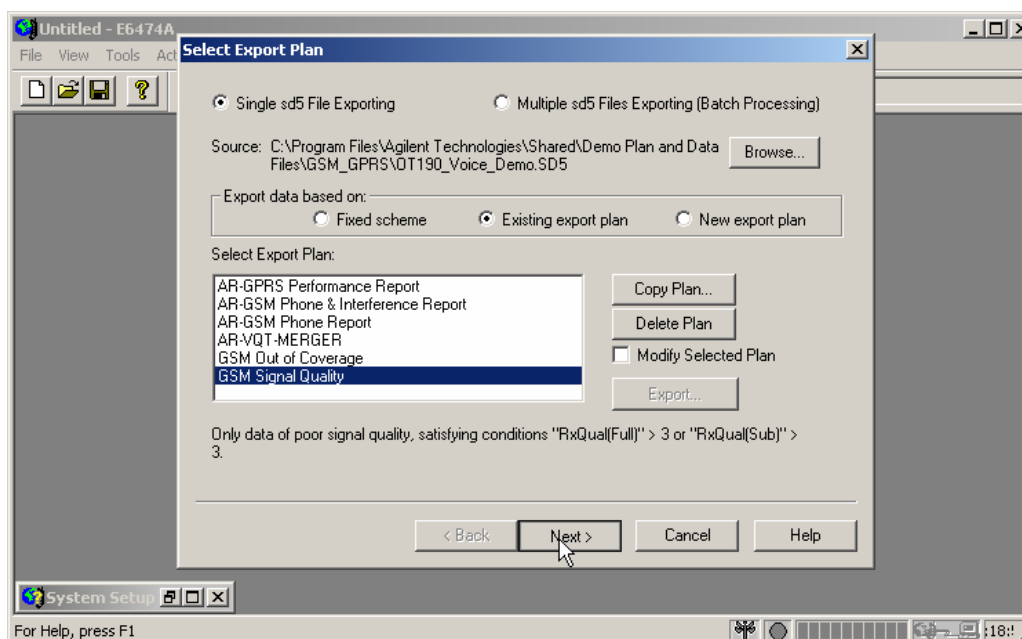 Untitled - E6474A
File View Tools Act
Select Export Plan
Single sd5 File Exporting
Multiple sd5 Files Exporting (Batch Processing)
Source: C:\Program Files\Agilent Technologies\Shared\Demo Plan and Data
Files\GSM_GPRS\OT190_Voice_Demo.SD5
Browse...
Export data based on:
Fixed scheme
Existing export plan
New export plan
Select Export Plan:
AR-GPRS Performance Report
AR-GSM Phone & Interference Report
AR-GSM Phone Report
AR-VQT-MERGER
GSM Out of Coverage
GSM Signal Quality
Copy Plan...
Delete Plan
Modify Selected Plan
Export...
Only data of poor signal quality, satisfying conditions "RxQual(Full)" > 3 or "RxQual(Sub)" >
3.
< Back
Next >
Cancel
Help
System Setup
For Help, press F1